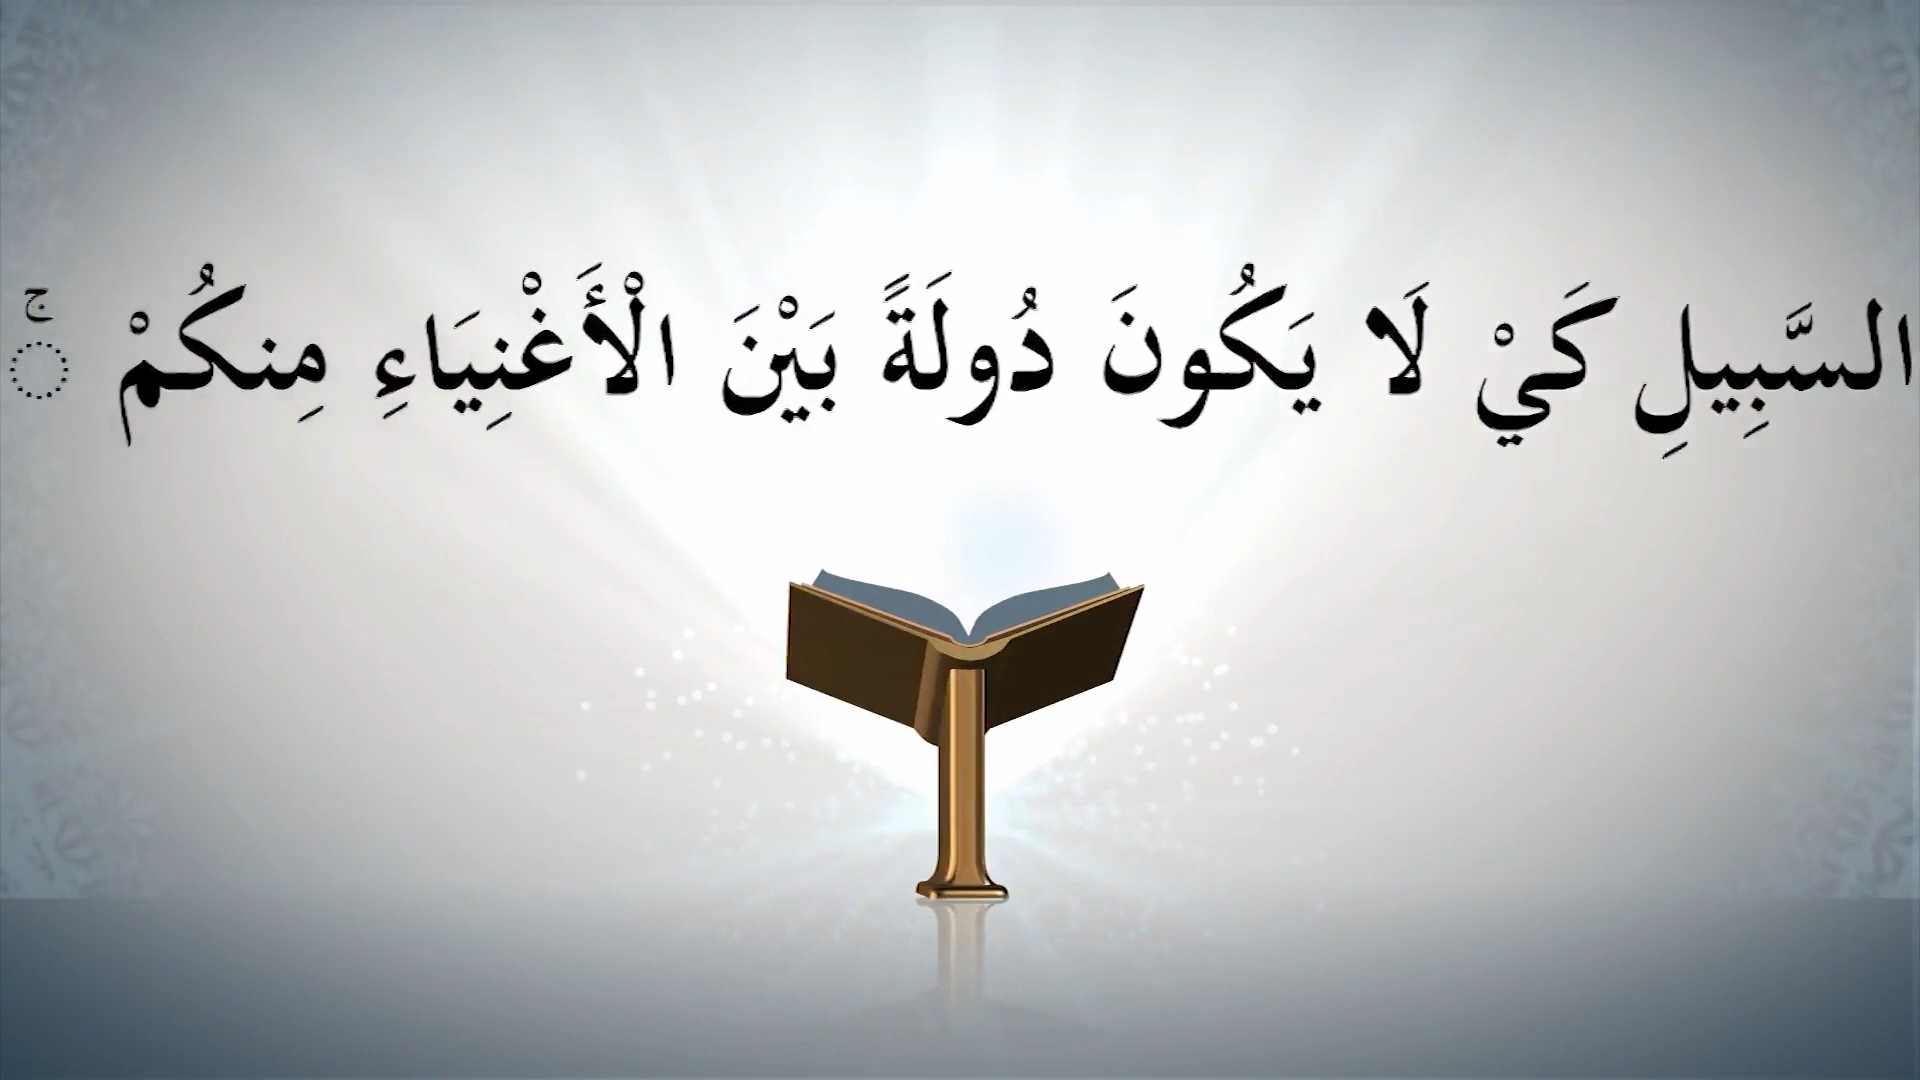 السَّبِيلِ كَيْ لَا يَكُونَ دُولَةً بَيْنَ الْأَغْنِيَاءِ مِنكُمْ ۚ